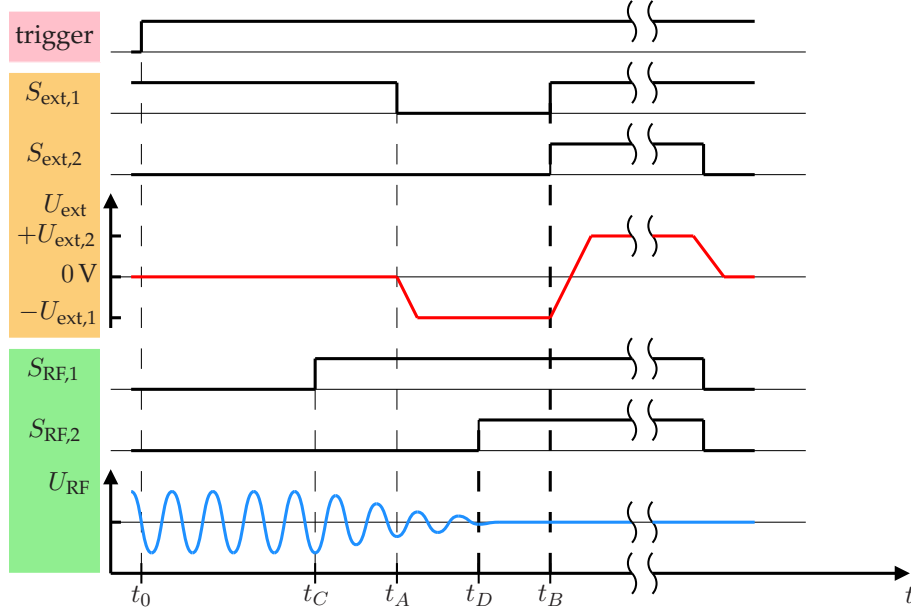 trigger
S_ext,1
S_ext,2
U_ext
+U_ext,2
0 V
−U_ext,1
S_RF,1
S_RF,2
U_RF
t_0 t_C t_A t_D t_B t